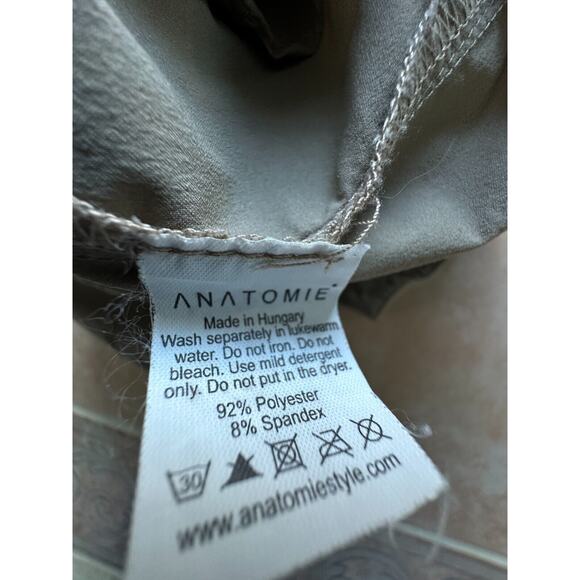 ANATOMIE
Made in Hungary
Wash separately in lukewarm
water. Do not iron. Do not
bleach. Use mild detergent
only. Do not put in the dryer.
92% Polyester
8% Spandex
30
www.anatomiestyle.com